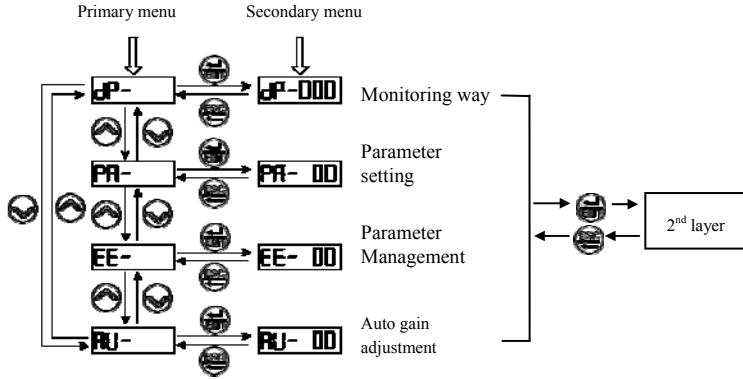 Primary menu
Secondary menu
dP-
dP-000
Monitoring way
PA-
PA- 00
Parameter
setting
EE-
EE- 00
Parameter
Management
2nd layer
AU-
AU- 00
Auto gain
adjustment